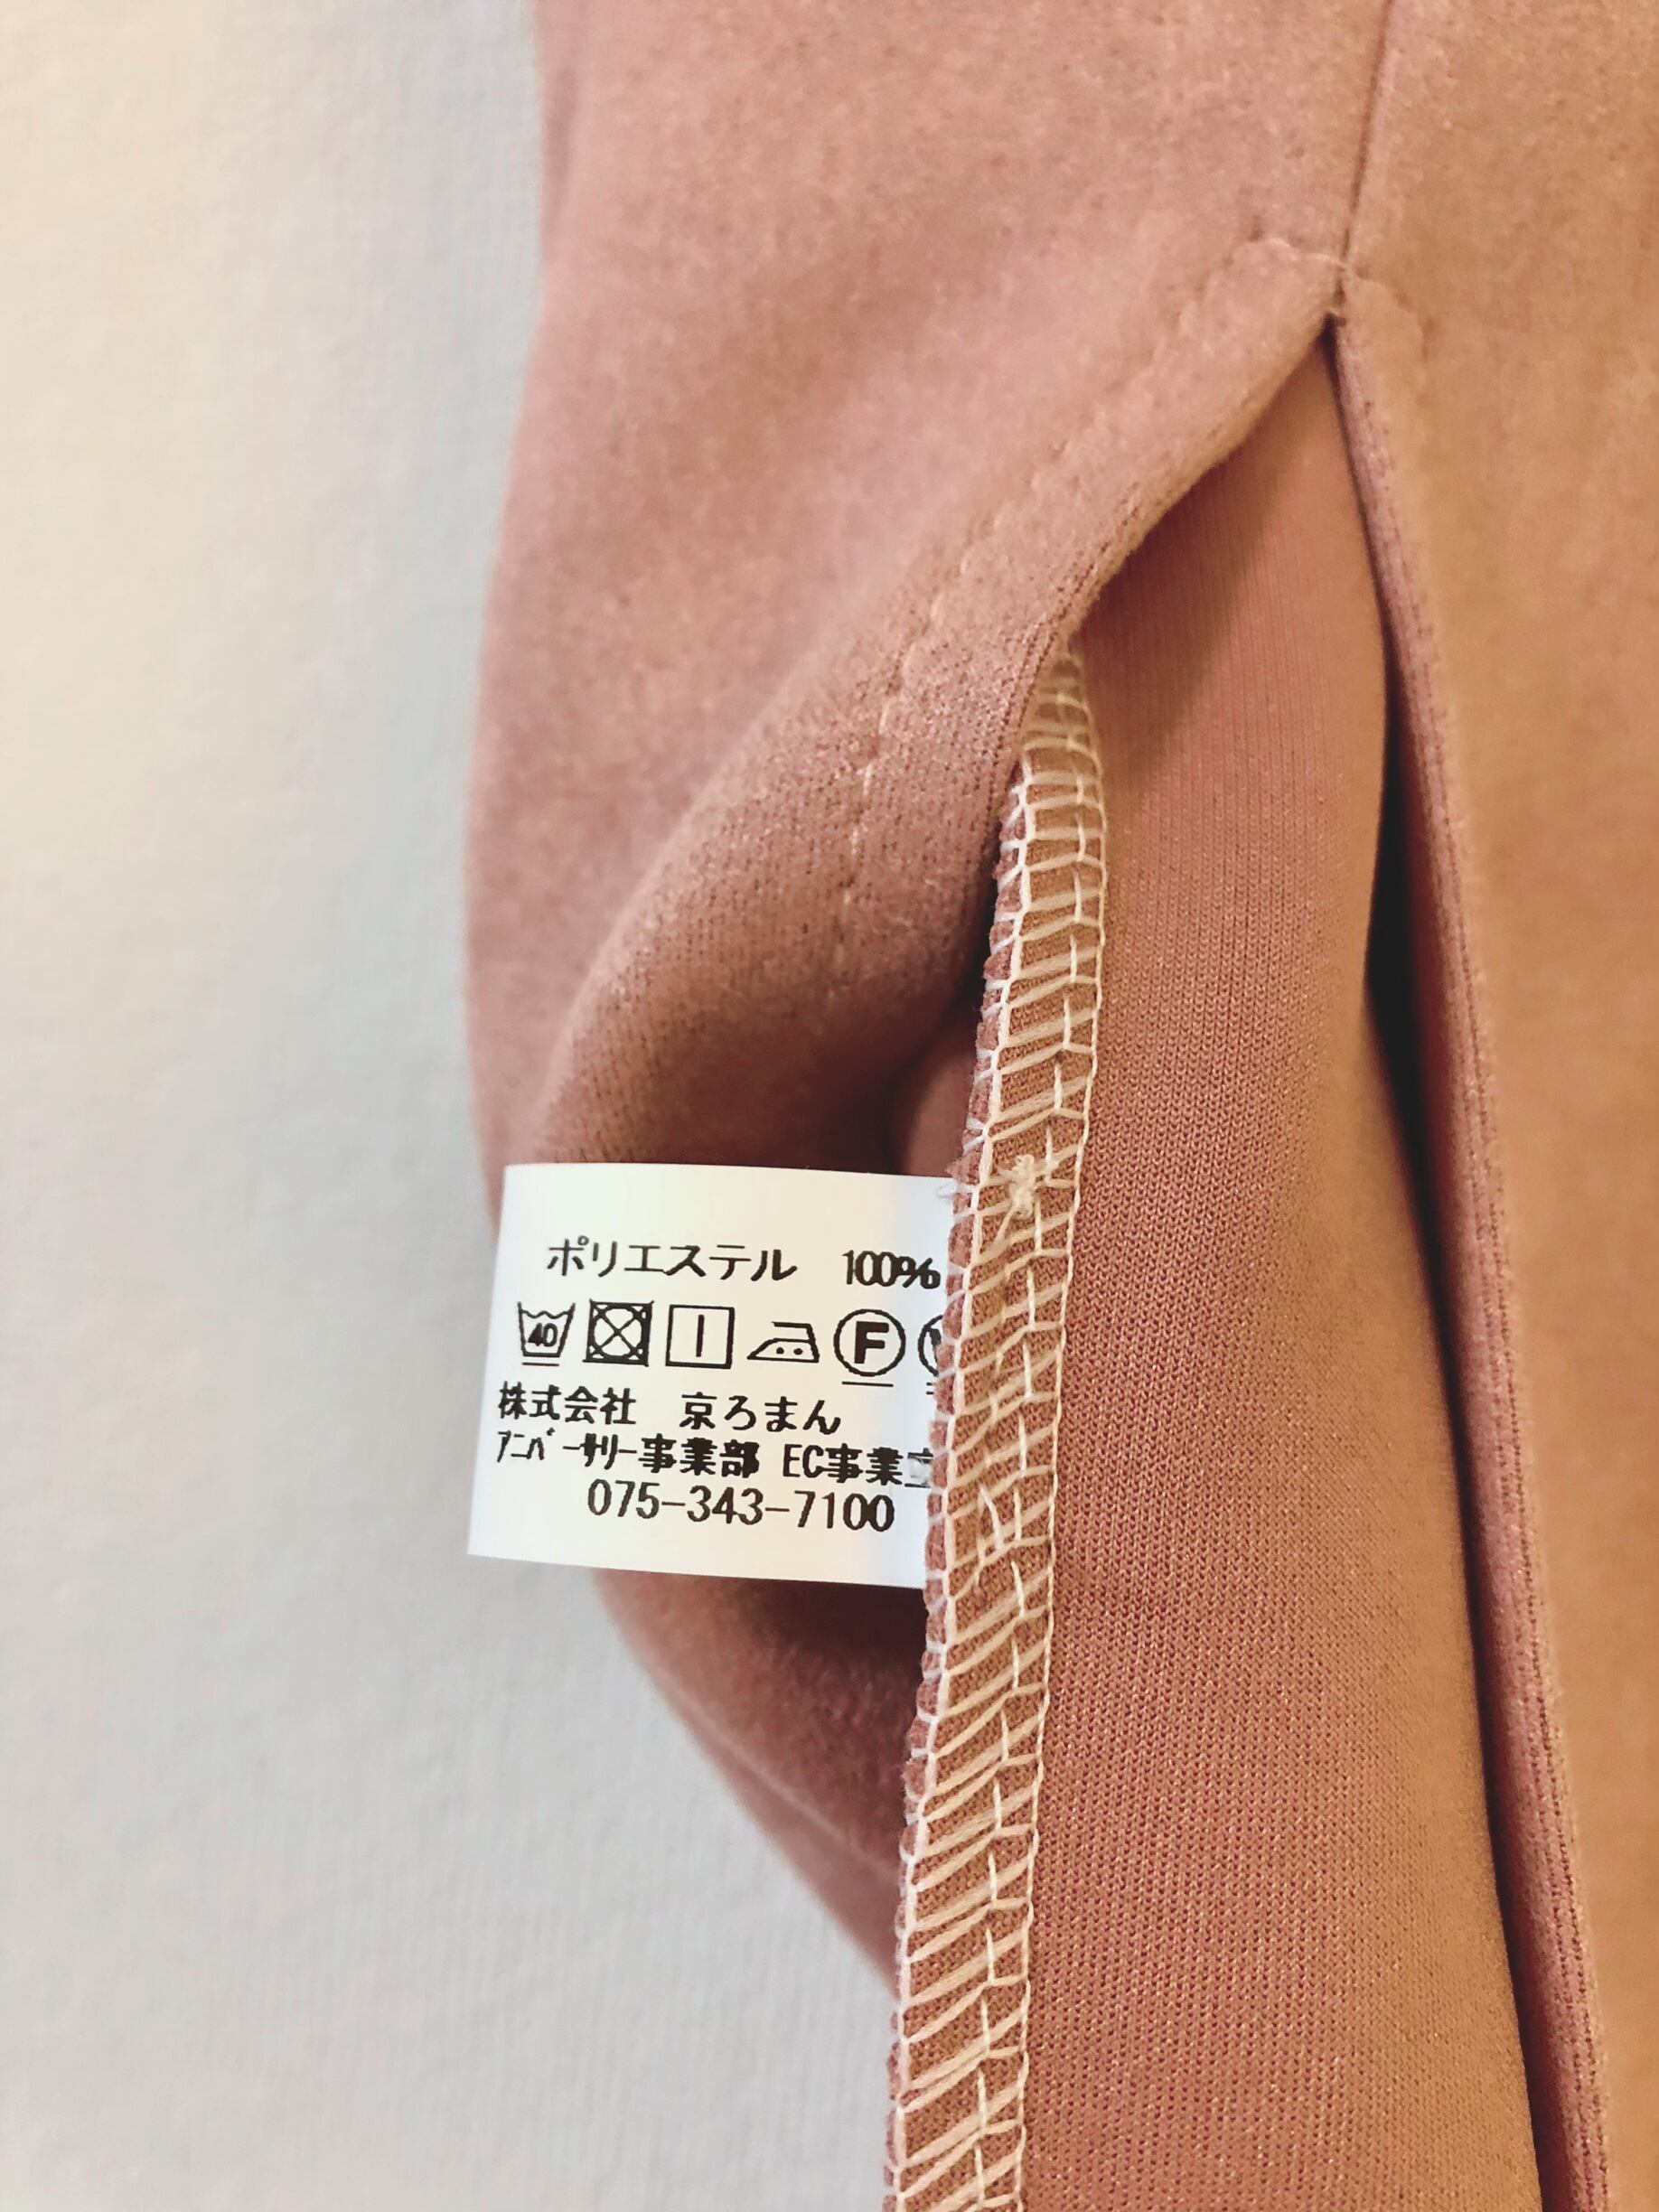 ポリエステル 100%
40 F
株式会社 京ろまん
ｱﾆﾊﾞｰｻﾘｰ事業部 EC事業
075-343-7100